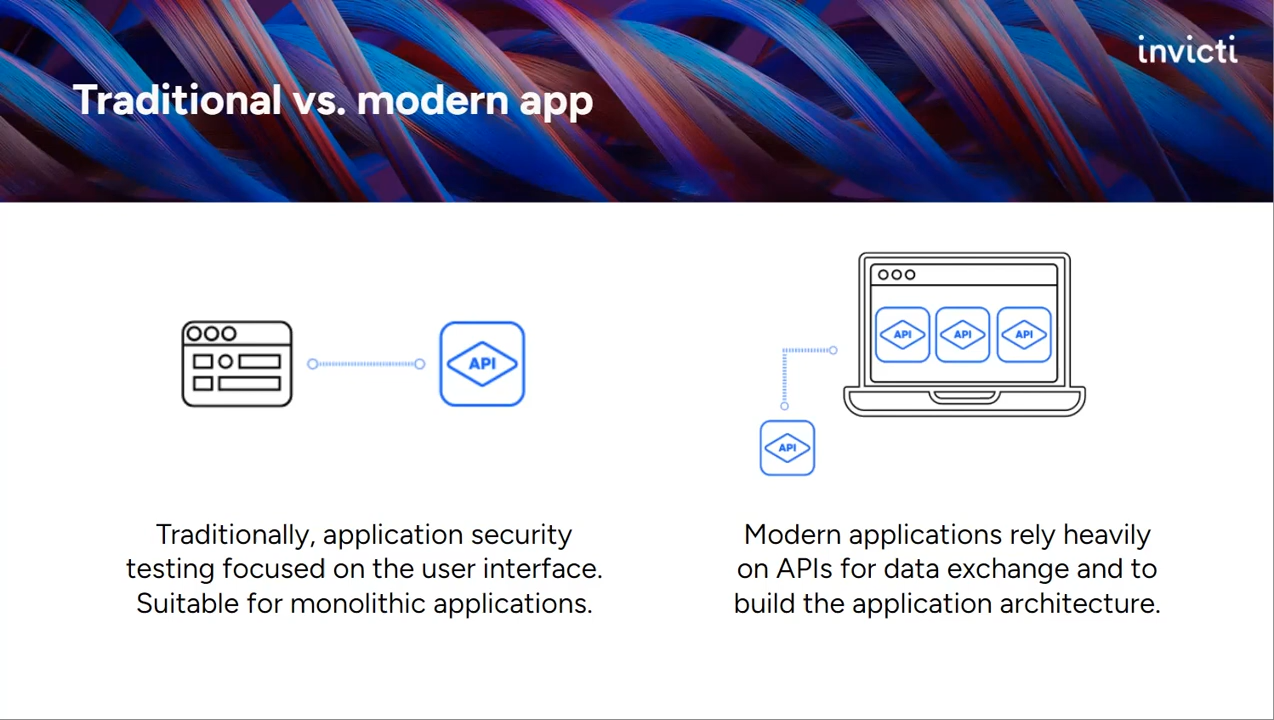 invicti
Traditional vs. modern app
API
API
API
API
API
Traditionally, application security
testing focused on the user interface.
Suitable for monolithic applications.
Modern applications rely heavily
on APIs for data exchange and to
build the application architecture.